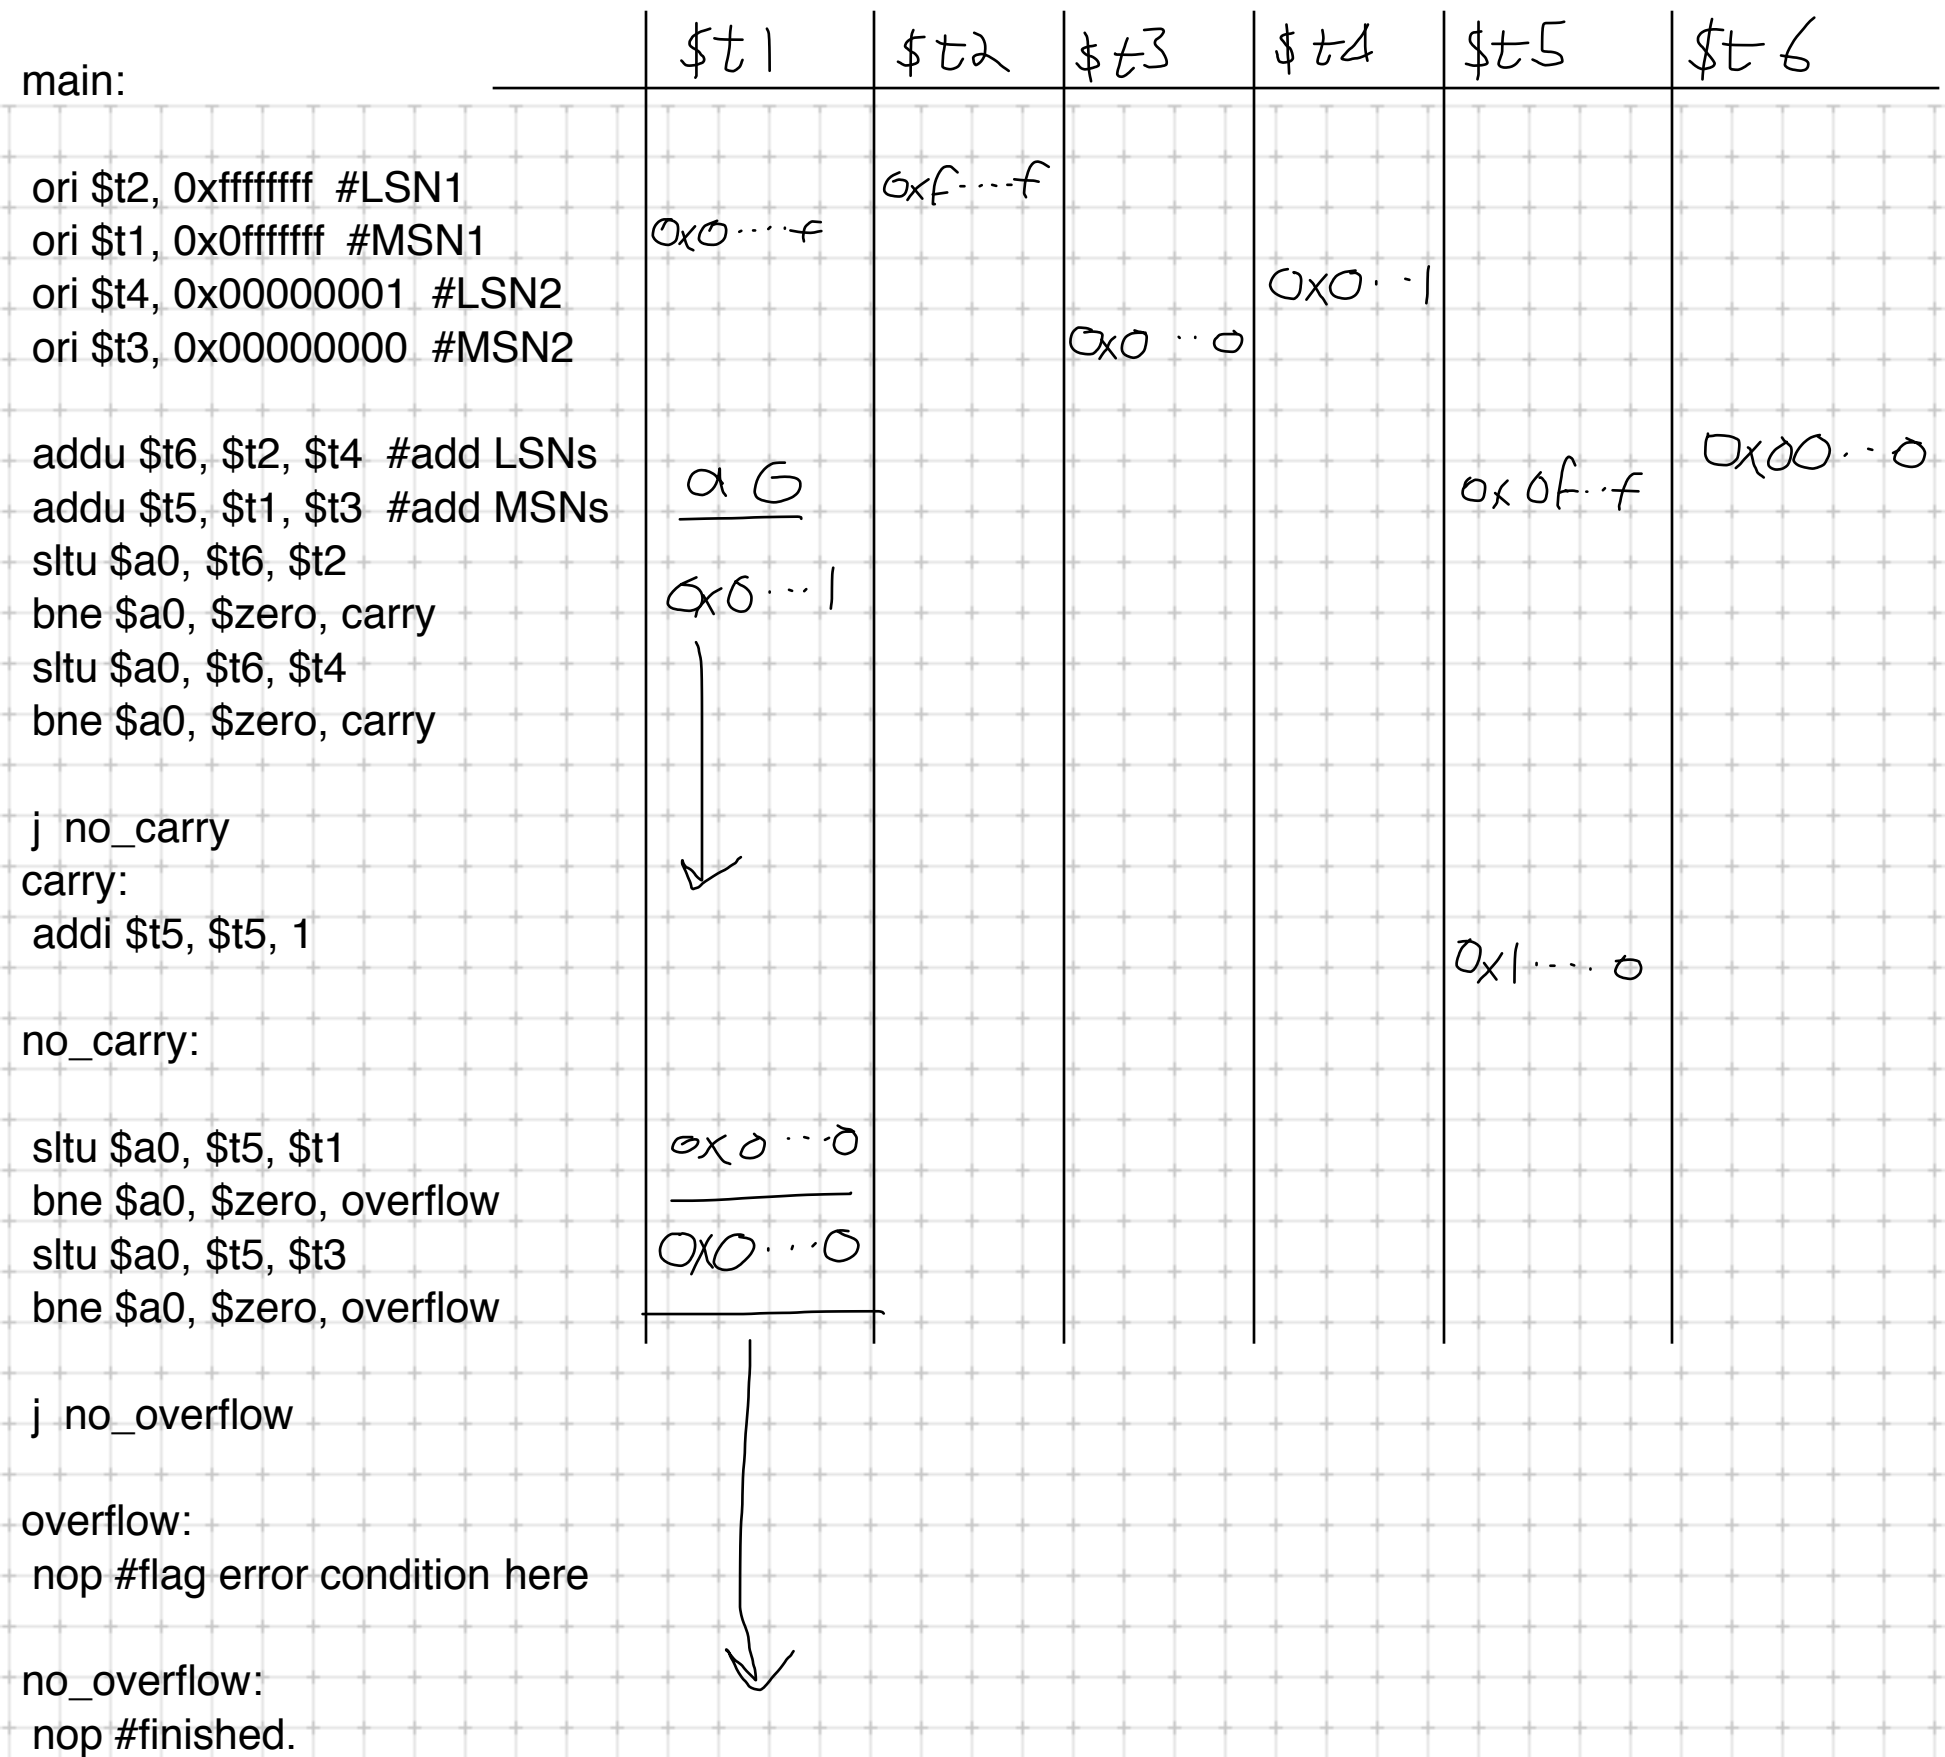 $t1 $t2 $t3 $t4 $t5 $t6
main:
ori $t2, 0xffffffff #LSN1 0xf....f
ori $t1, 0x0fffffff #MSN1 0x0....f
ori $t4, 0x00000001 #LSN2 0x0...1
ori $t3, 0x00000000 #MSN2 0x0...0
addu $t6, $t2, $t4 #add LSNs 0x00...0
a0
addu $t5, $t1, $t3 #add MSNs 0x0f..f
sltu $a0, $t6, $t2
bne $a0, $zero, carry 0x0...1
sltu $a0, $t6, $t4
bne $a0, $zero, carry
j no_carry
carry:
addi $t5, $t5, 1 0x1....0
no_carry:
sltu $a0, $t5, $t1 0x0...0
bne $a0, $zero, overflow
sltu $a0, $t5, $t3 0x0...0
bne $a0, $zero, overflow
j no_overflow
overflow:
nop #flag error condition here
no_overflow:
nop #finished.